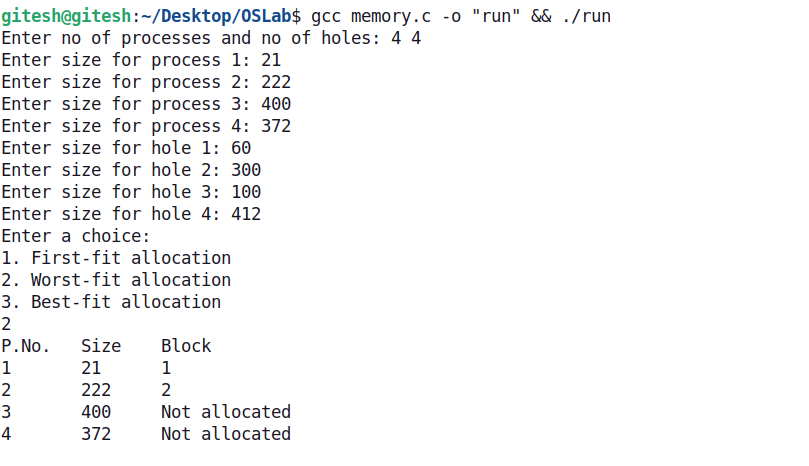 gitesh@gitesh:~/Desktop/OSLab$ gcc memory.c -o "run" && ./run
Enter no of processes and no of holes: 4 4
Enter size for process 1: 21
Enter size for process 2: 222
Enter size for process 3: 400
Enter size for process 4: 372
Enter size for hole 1: 60
Enter size for hole 2: 300
Enter size for hole 3: 100
Enter size for hole 4: 412
Enter a choice:
1. First-fit allocation
2. Worst-fit allocation
3. Best-fit allocation
2
P.No.   Size    Block
1       21      1
2       222     2
3       400     Not allocated
4       372     Not allocated